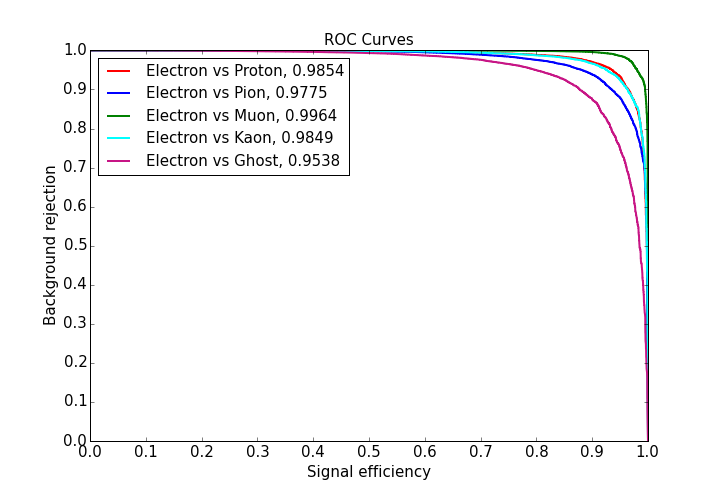 ROC Curves
1.0
0.9
0.8
0.7
0.6
0.5
0.4
0.3
0.2
0.1
0.0
Background rejection
Electron vs Proton, 0.9854
Electron vs Pion, 0.9775
Electron vs Muon, 0.9964
Electron vs Kaon, 0.9849
Electron vs Ghost, 0.9538
0.0 0.1 0.2 0.3 0.4 0.5 0.6 0.7 0.8 0.9 1.0
Signal efficiency